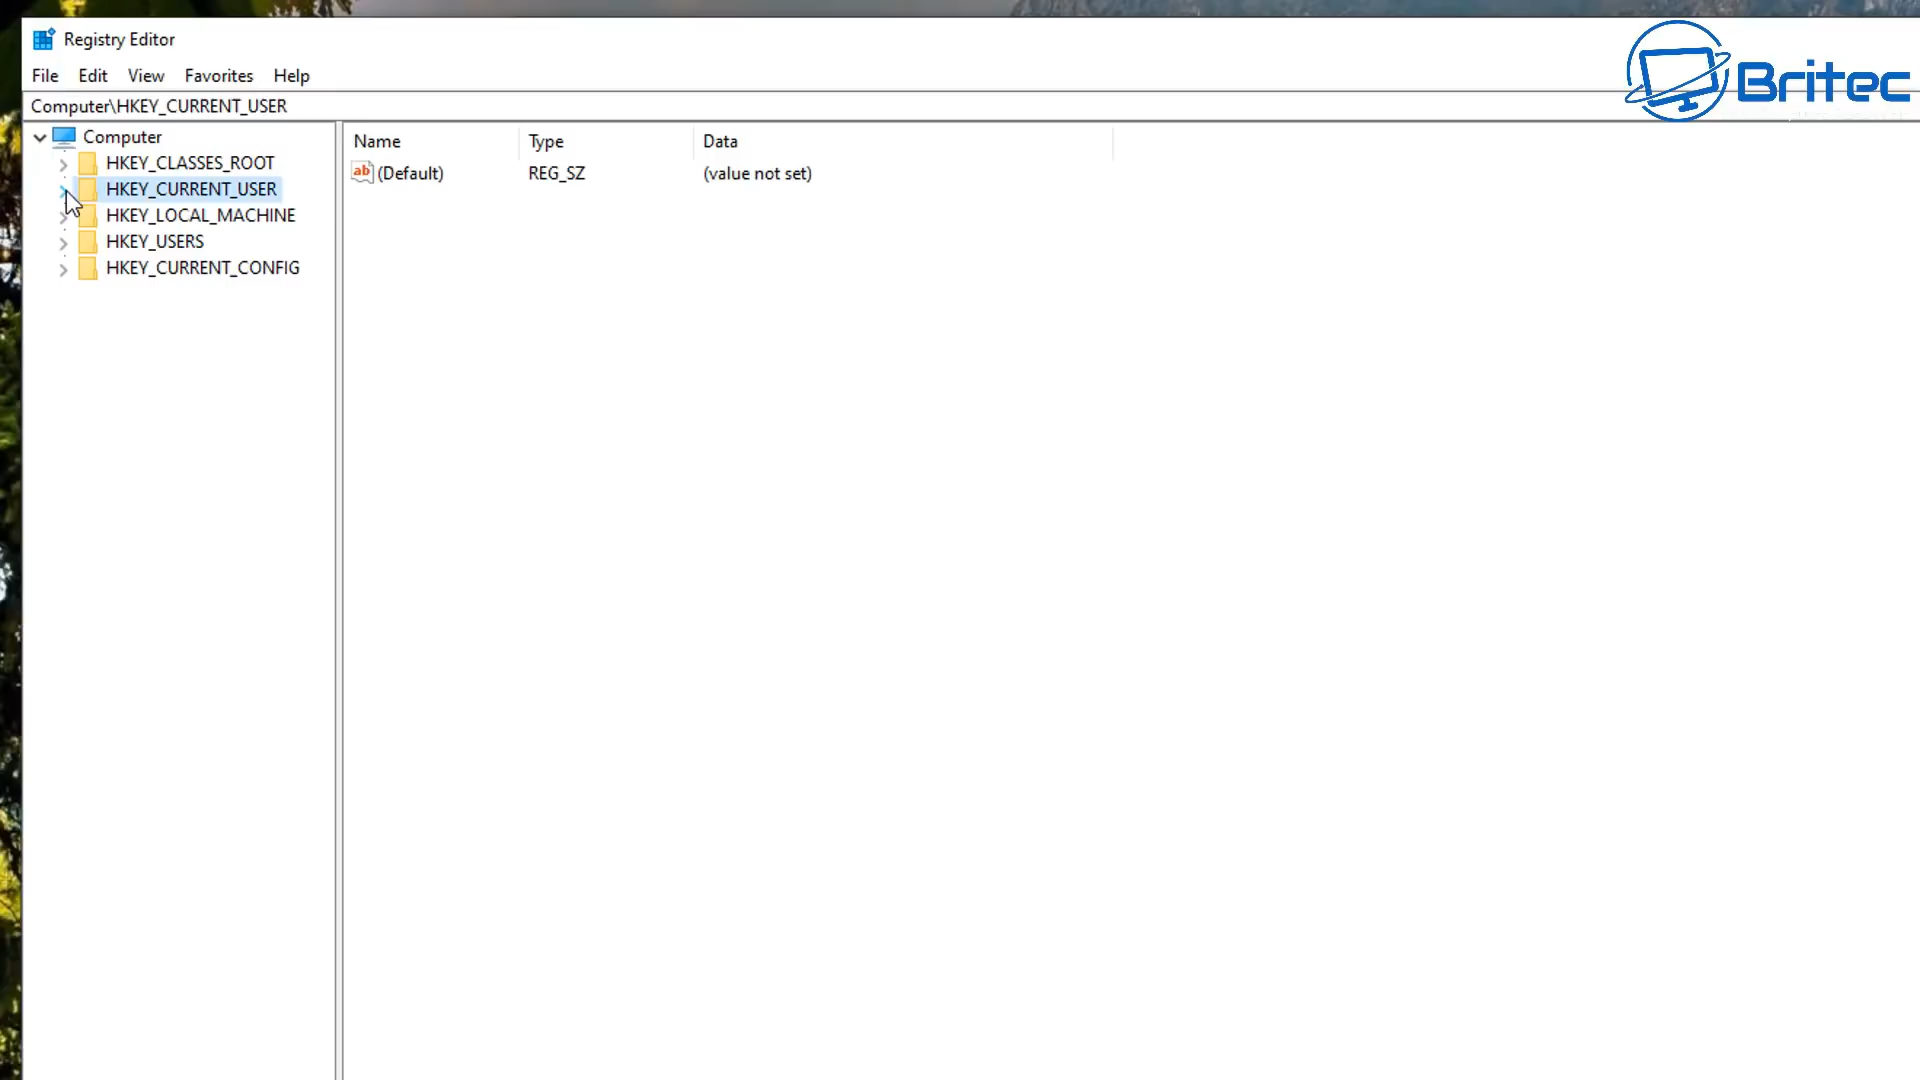 Registry Editor
Britec
File Edit View Favorites Help
Computer\HKEY_CURRENT_USER
Computer
Name Type Data
HKEY_CLASSES_ROOT
ab (Default) REG_SZ (value not set)
HKEY_CURRENT_USER
HKEY_LOCAL_MACHINE
HKEY_USERS
HKEY_CURRENT_CONFIG